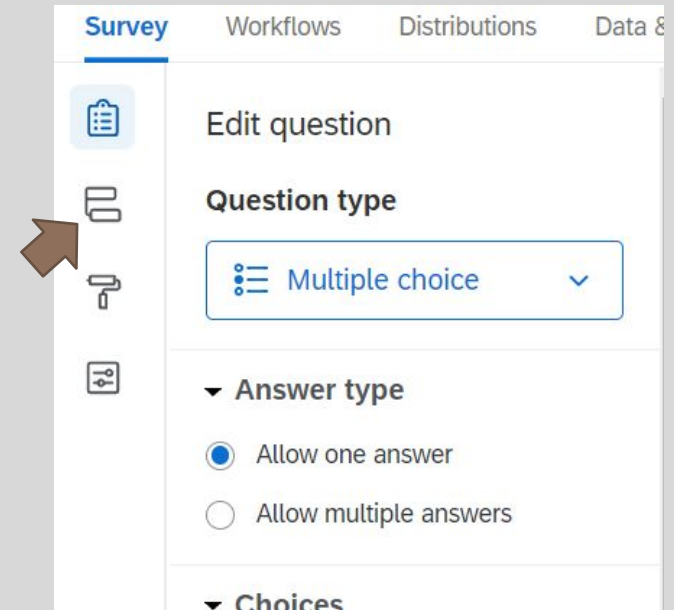 Survey Workflows Distributions Data &
Edit question
Question type
Multiple choice
Answer type
Allow one answer
Allow multiple answers
Choices